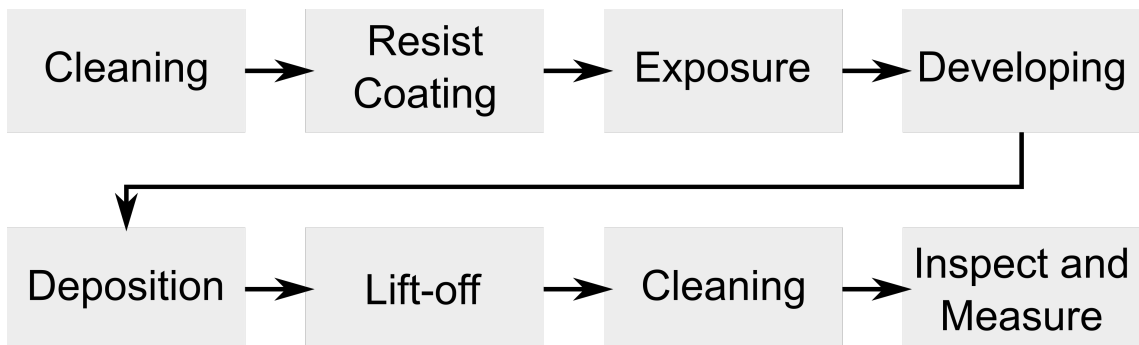 Cleaning
Resist
Coating
Exposure
Developing
Deposition
Lift-off
Cleaning
Inspect and
Measure